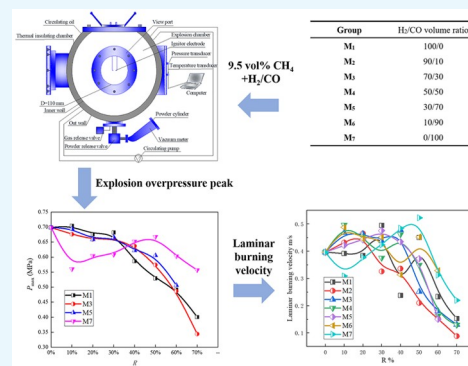 Circulating oil
View port
Thermal insulating chamber
Explosion chamber
Igniter electrode
Pressure transducer
Temperature transducer
Computer
D=110 mm
Inner wall
Out wall
Powder cylinder
Gas release valve
Powder release valve
Vacuum meter
Circulating pump
9.5 vol% CH4
+H2/CO
Group H2/CO volume ratio
M1 100/0
M2 90/10
M3 70/30
M4 50/50
M5 30/70
M6 10/90
M7 0/100
Explosion overpressure peak
Laminar
burning
velocity
0.75
0.70
0.65
0.60
0.55
0.50
0.45
0.40
0.35
0.30
(MPa)
M1
M3
M5
M7
0% 10% 20% 30% 40% 50% 60% 70%
R
Laminar burning velocity m/s
0.5
0.4
0.3
0.2
0.1
M1
M2
M3
M4
M5
M6
M7
0 10 20 30 40 50 60 70
R %